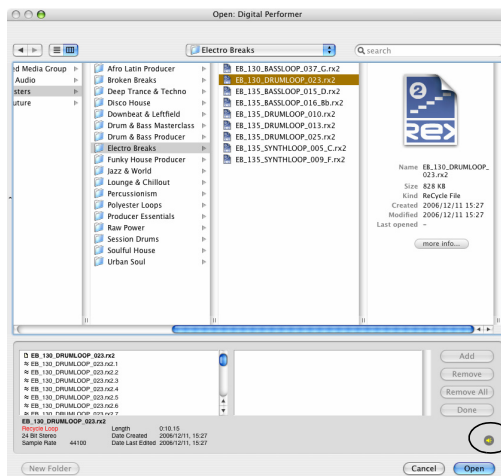 Open: Digital Performer
Electro Breaks
search
ed Media Group
Audio
sters
uture
Afro Latin Producer
Broken Breaks
Deep Trance & Techno
Disco House
Downbeat & Leftfield
Drum & Bass Masterclass
Drum & Bass Producer
Electro Breaks
Funky House Producer
Jazz & World
Lounge & Chillout
Percussionism
Polyester Loops
Producer Essentials
Raw Power
Session Drums
Soulful House
Urban Soul
EB_130_BASSLOOP_037_G.rx2
EB_130_DRUMLOOP_023.rx2
EB_135_BASSLOOP_015_D.rx2
EB_135_BASSLOOP_016_Bb.rx2
EB_135_DRUMLOOP_010.rx2
EB_135_DRUMLOOP_013.rx2
EB_135_DRUMLOOP_025.rx2
EB_135_SYNTHLOOP_005_C.rx2
EB_135_SYNTHLOOP_009_F.rx2
2
REX
Name EB_130_DRUMLOOP_
023.rx2
Size 828 KB
Kind ReCycle File
Created 2006/12/11 15:27
Modified 2006/12/11 15:27
Last opened –
more info...
EB_130_DRUMLOOP_023.rx2
EB_130_DRUMLOOP_023.rx2.1
EB_130_DRUMLOOP_023.rx2.2
EB_130_DRUMLOOP_023.rx2.3
EB_130_DRUMLOOP_023.rx2.4
EB_130_DRUMLOOP_023.rx2.5
EB_130_DRUMLOOP_023.rx2.6
EB_130_DRUMLOOP_023.rx2.7
Add
Remove
Remove All
Done
EB_130_DRUMLOOP_023.rx2
Recycle Loop Length 0:10.15
24 Bit Stereo Date Created 2006/12/11, 15:27
Sample Rate 44100 Date Last Edited 2006/12/11, 15:27
New Folder
Cancel
Open